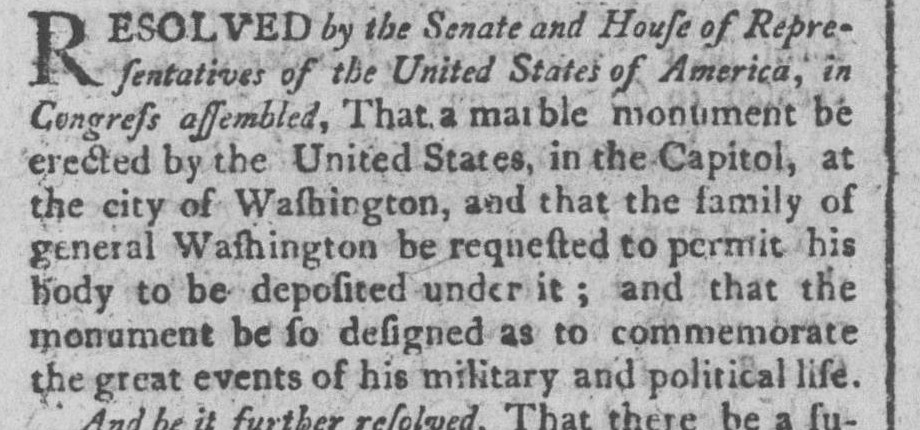 RESOLVED by the Senate and Houſe of Repre-
ſentatives of the United States of America, in
Congreſs aſſembled, That a marble monument be
erected by the United States, in the Capitol, at
the city of Waſhington, and that the family of
general Waſhington be requeſted to permit his
body to be depoſited under it; and that the
monument be ſo deſigned as to commemorate
the great events of his military and political life.
And be it further reſolved, That there be a ſu-